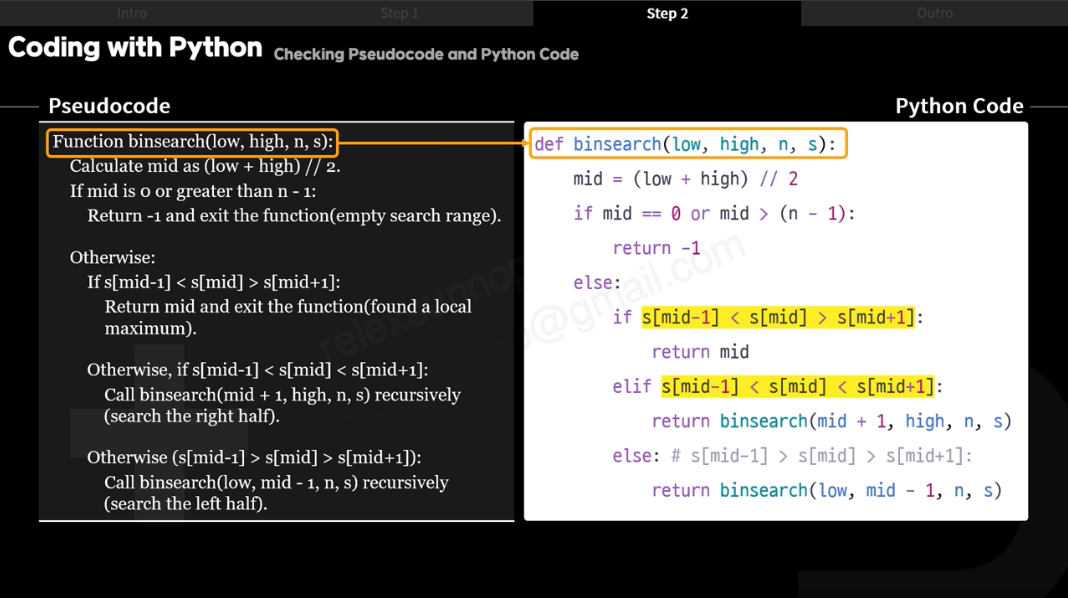 Intro
Step 1
Step 2
Outro
Coding with Python
Checking Pseudocode and Python Code
Pseudocode
Function binsearch(low, high, n, s):
Calculate mid as (low + high) // 2.
If mid is 0 or greater than n - 1:
Return -1 and exit the function(empty search range).
Otherwise:
If s[mid-1] < s[mid] > s[mid+1]:
Return mid and exit the function(found a local
maximum).
Otherwise, if s[mid-1] < s[mid] < s[mid+1]:
Call binsearch(mid + 1, high, n, s) recursively
(search the right half).
Otherwise (s[mid-1] > s[mid] > s[mid+1]):
Call binsearch(low, mid - 1, n, s) recursively
(search the left half).
Python Code
def binsearch(low, high, n, s):
mid = (low + high) // 2
if mid == 0 or mid > (n - 1):
return -1
else:
if s[mid-1] < s[mid] > s[mid+1]:
return mid
elif s[mid-1] < s[mid] < s[mid+1]:
return binsearch(mid + 1, high, n, s)
else: # s[mid-1] > s[mid] > s[mid+1]:
return binsearch(low, mid - 1, n, s)